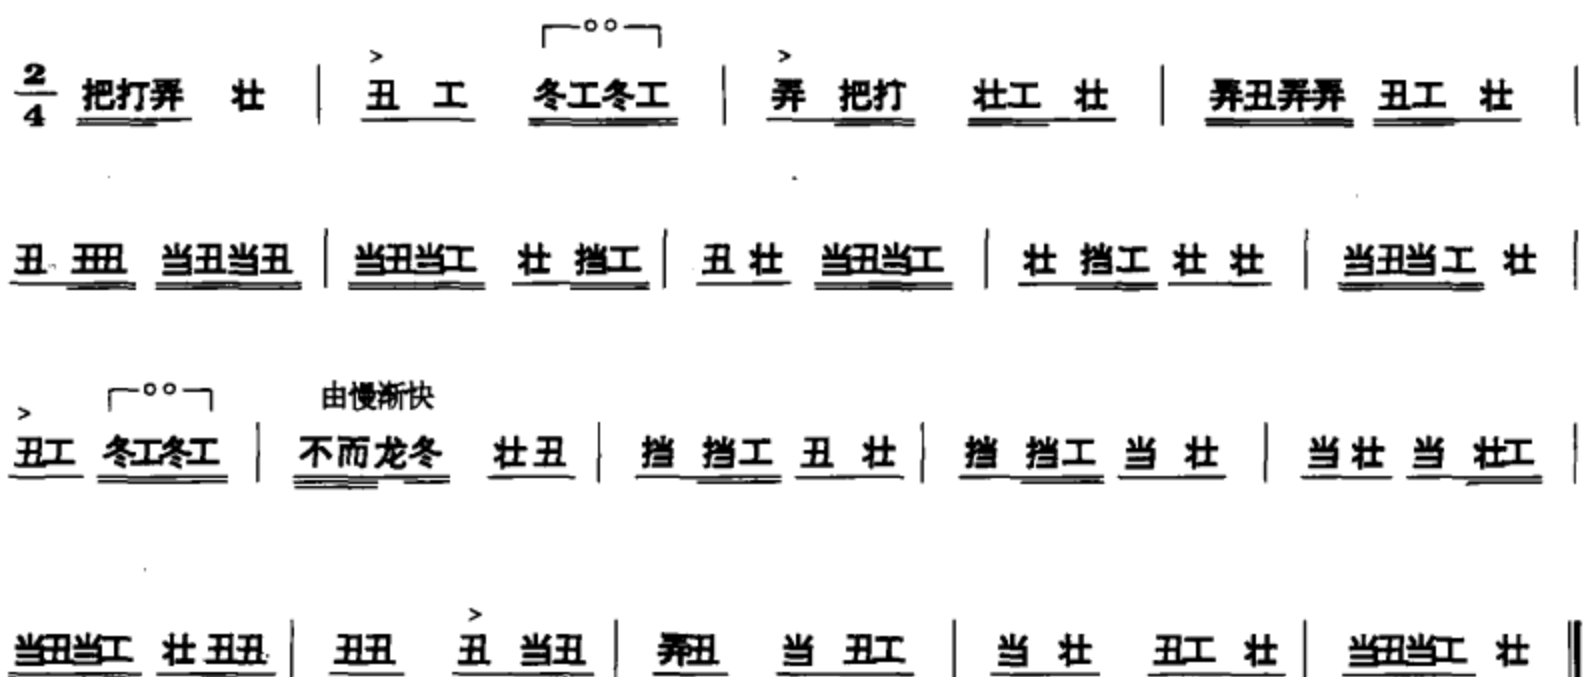 2/4 把打弄 壮 | 丑 工 冬工冬工 | 弄 把打 壮工 壮 | 弄丑弄弄 丑工 壮 |
丑 丑丑 当丑当丑 | 当丑当工 壮 挡工 | 丑 壮 当丑当工 | 壮 挡工 壮 壮 | 当丑当工 壮 |
由慢渐快
丑工 冬工冬工 | 不而龙冬 壮丑 | 挡 挡工 丑 壮 | 挡 挡工 当 壮 | 当 壮 当 壮工 |
当丑当工 壮 丑丑 | 丑丑 丑 当丑 | 弄丑 当 丑工 | 当 壮 丑工 壮 | 当丑当工 壮 ‖